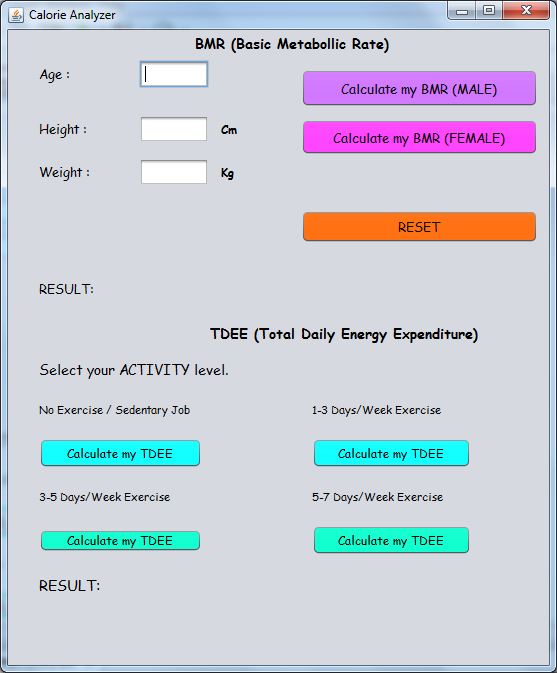 Calorie Analyzer
BMR (Basic Metabollic Rate)
Age :
Calculate my BMR (MALE)
Height :
Cm
Calculate my BMR (FEMALE)
Weight :
Kg
RESET
RESULT:
TDEE (Total Daily Energy Expenditure)
Select your ACTIVITY level.
No Exercise / Sedentary Job
1-3 Days/Week Exercise
Calculate my TDEE
Calculate my TDEE
3-5 Days/Week Exercise
5-7 Days/Week Exercise
Calculate my TDEE
Calculate my TDEE
RESULT: